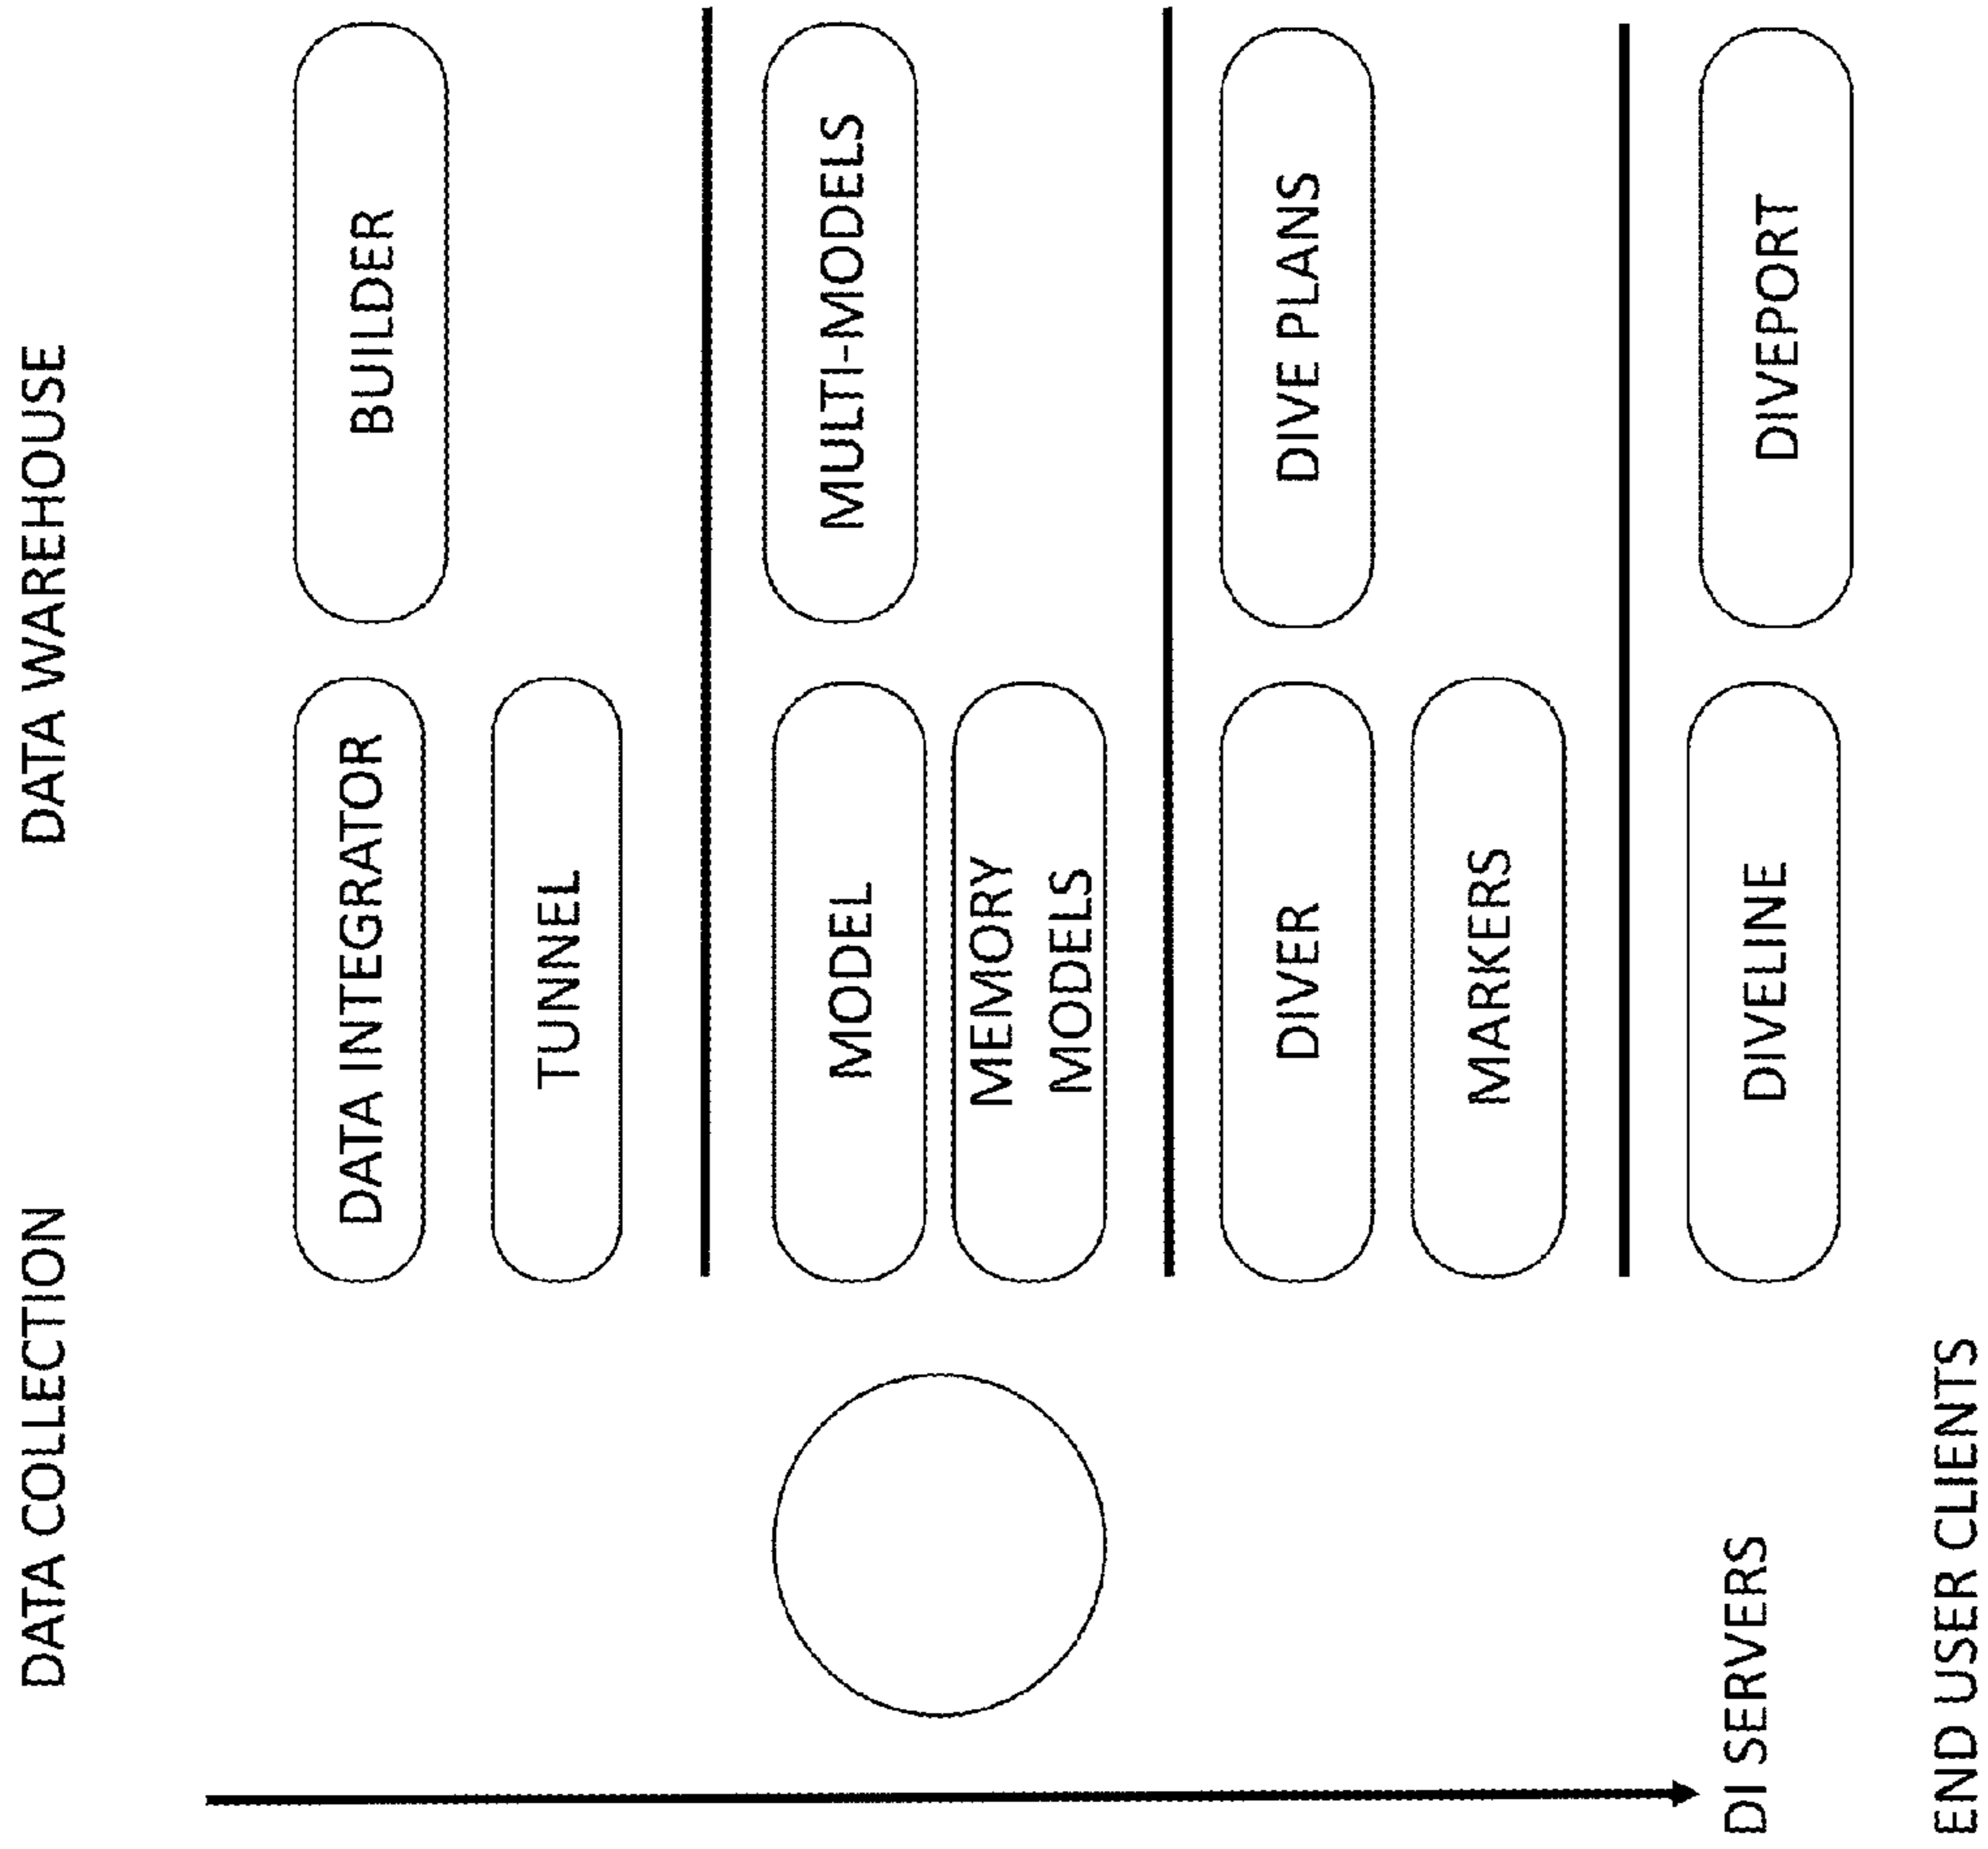 DATA COLLECTION
DATA WAREHOUSE
DATA INTEGRATOR
BUILDER
TUNNEL
MODEL
MULTI-MODELS
MEMORY
MODELS
DIVER
DIVE PLANS
MARKERS
DI SERVERS
DIVELINE
DIVEPORT
END USER CLIENTS